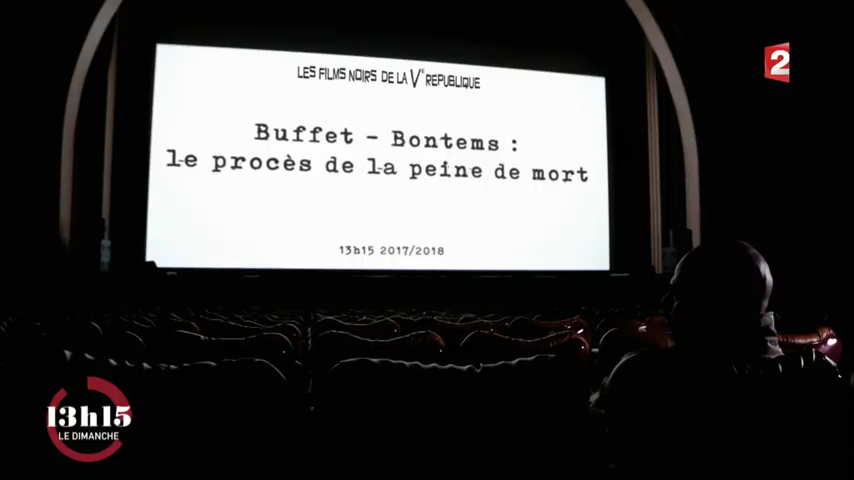 LES FILMS NOIRS DE LA Ve REPUBLIQUE
2
Buffet - Bontems :
le procès de la peine de mort
13h15 2017/2018
13h15
LE DIMANCHE